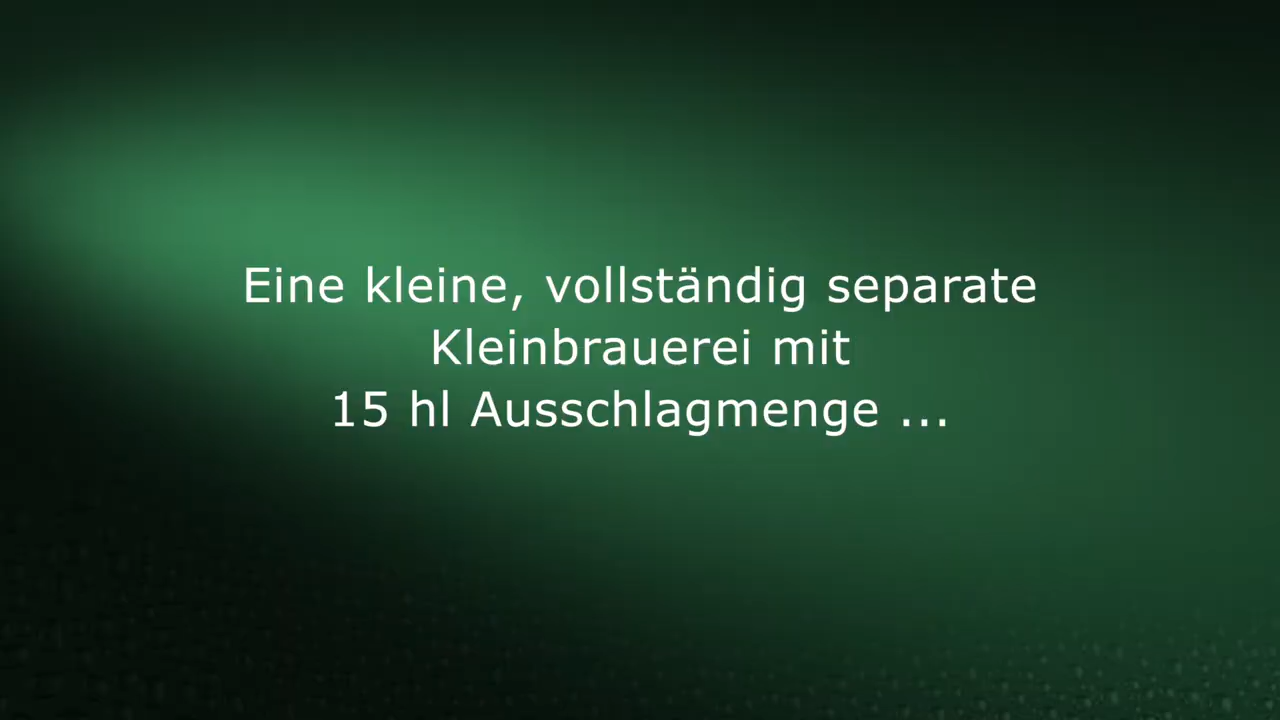 Eine kleine, vollständig separate
Kleinbrauerei mit
15 hl Ausschlagmenge ...